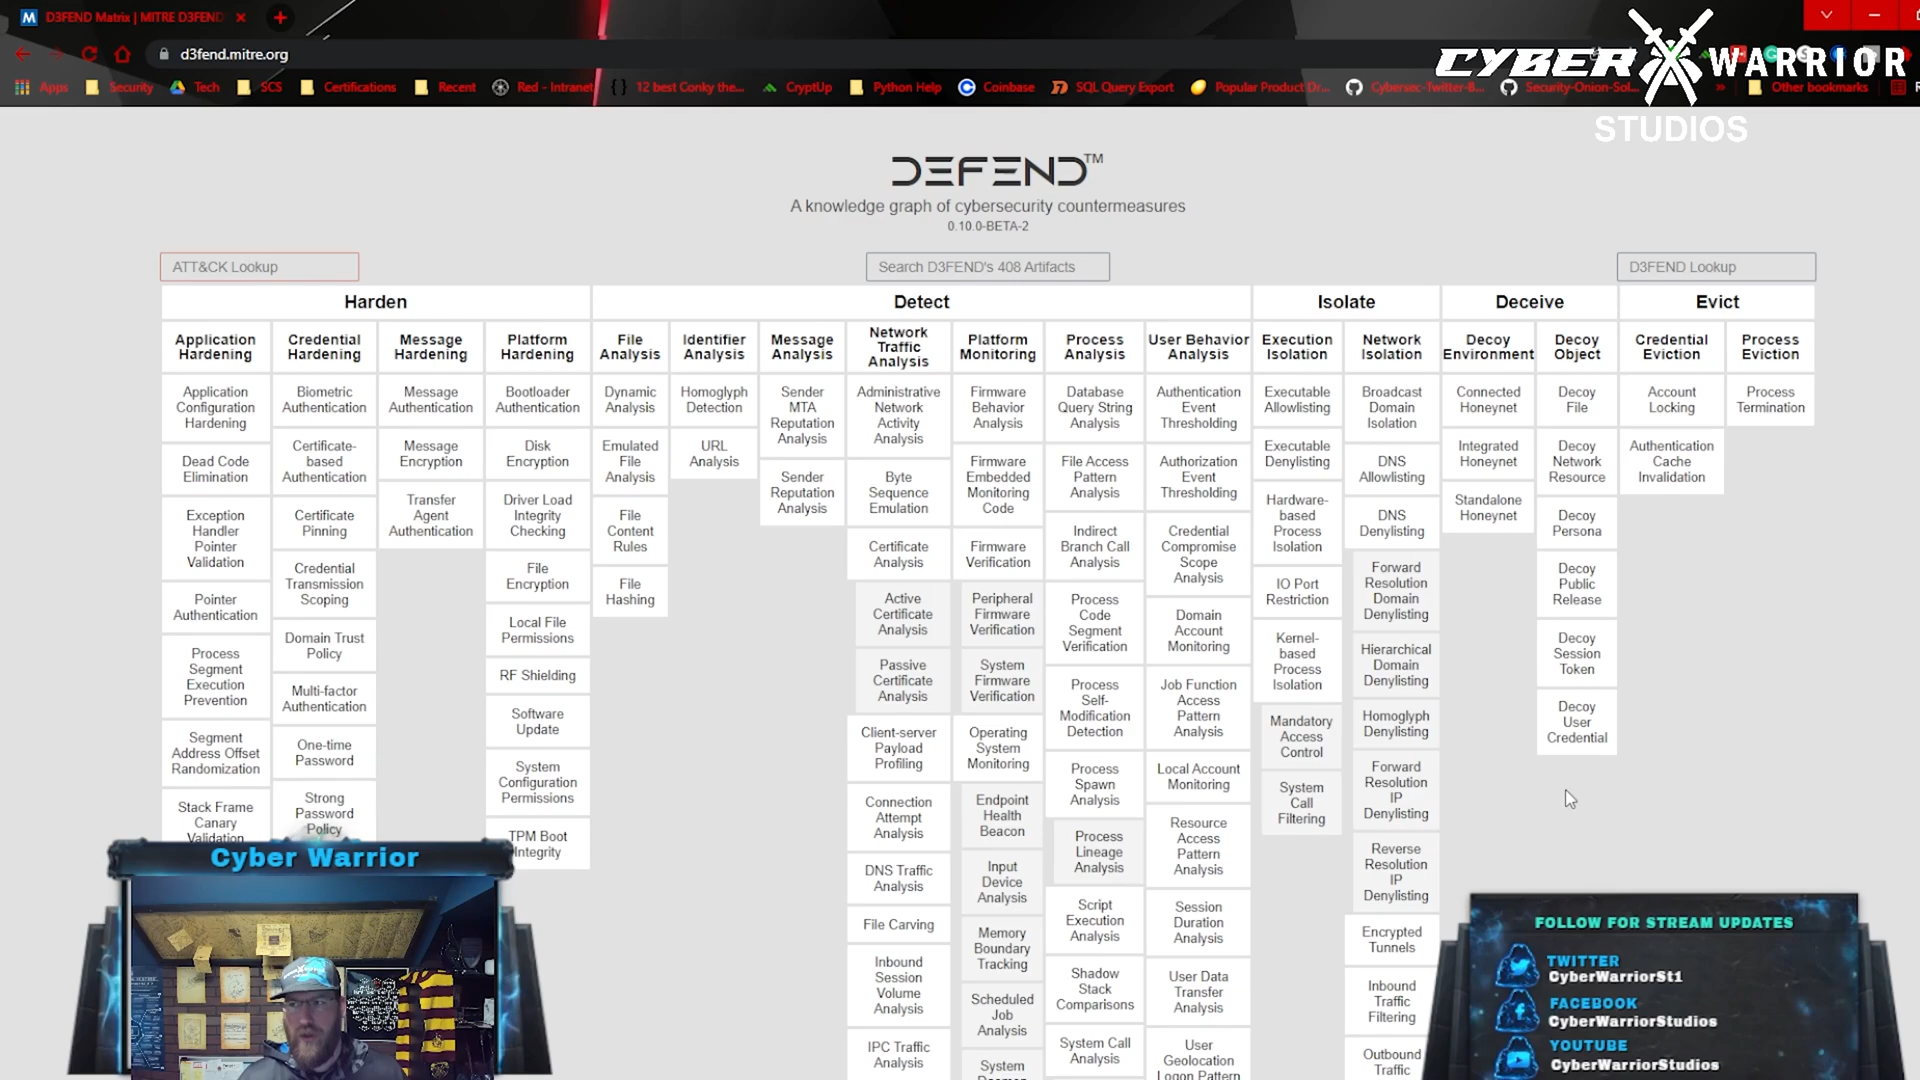 D3FEND Matrix | MITRE D3FEND
d3fend.mitre.org
CYBER WARRIOR
STUDIOS
Apps
Security
Tech
SCS
Certifications
Recent
Red - Intranet
12 best Conky the...
CryptUp
Python Help
Coinbase
SQL Query Export
Popular Product Dr...
Cybersec-Twitter-B...
Security-Onion-Sol...
»
Other bookmarks
DEFEND™
A knowledge graph of cybersecurity countermeasures
0.10.0-BETA-2
ATT&CK Lookup
Search D3FEND's 408 Artifacts
D3FEND Lookup
Harden
Detect
Isolate
Deceive
Evict
Application
Hardening
Credential
Hardening
Message
Hardening
Platform
Hardening
File
Analysis
Identifier
Analysis
Message
Analysis
Network
Traffic
Analysis
Platform
Monitoring
Process
Analysis
User Behavior
Analysis
Execution
Isolation
Network
Isolation
Decoy
Environment
Decoy
Object
Credential
Eviction
Process
Eviction
Application
Configuration
Hardening
Dead Code
Elimination
Exception
Handler
Pointer
Validation
Pointer
Authentication
Process
Segment
Execution
Prevention
Segment
Address Offset
Randomization
Stack Frame
Canary
Validation
Biometric
Authentication
Certificate-
based
Authentication
Certificate
Pinning
Credential
Transmission
Scoping
Domain Trust
Policy
Multi-factor
Authentication
One-time
Password
Strong
Password
Policy
Message
Authentication
Message
Encryption
Transfer
Agent
Authentication
Bootloader
Authentication
Disk
Encryption
Driver Load
Integrity
Checking
File
Encryption
Local File
Permissions
RF Shielding
Software
Update
System
Configuration
Permissions
TPM Boot
Integrity
Dynamic
Analysis
Emulated
File
Analysis
File
Content
Rules
File
Hashing
Homoglyph
Detection
URL
Analysis
Sender
MTA
Reputation
Analysis
Sender
Reputation
Analysis
Administrative
Network
Activity
Analysis
Byte
Sequence
Emulation
Certificate
Analysis
Active
Certificate
Analysis
Passive
Certificate
Analysis
Client-server
Payload
Profiling
Connection
Attempt
Analysis
DNS Traffic
Analysis
File Carving
Inbound
Session
Volume
Analysis
IPC Traffic
Analysis
Firmware
Behavior
Analysis
Firmware
Embedded
Monitoring
Code
Firmware
Verification
Peripheral
Firmware
Verification
System
Firmware
Verification
Operating
System
Monitoring
Endpoint
Health
Beacon
Input
Device
Analysis
Memory
Boundary
Tracking
Scheduled
Job
Analysis
System
Database
Query String
Analysis
File Access
Pattern
Analysis
Indirect
Branch Call
Analysis
Process
Code
Segment
Verification
Process
Self-
Modification
Detection
Process
Spawn
Analysis
Process
Lineage
Analysis
Script
Execution
Analysis
Shadow
Stack
Comparisons
System Call
Analysis
Authentication
Event
Thresholding
Authorization
Event
Thresholding
Credential
Compromise
Scope
Analysis
Domain
Account
Monitoring
Job Function
Access
Pattern
Analysis
Local Account
Monitoring
Resource
Access
Pattern
Analysis
Session
Duration
Analysis
User Data
Transfer
Analysis
User
Geolocation
Logon Pattern
Executable
Allowlisting
Executable
Denylisting
Hardware-
based
Process
Isolation
IO Port
Restriction
Kernel-
based
Process
Isolation
Mandatory
Access
Control
System
Call
Filtering
Broadcast
Domain
Isolation
DNS
Allowlisting
DNS
Denylisting
Forward
Resolution
Domain
Denylisting
Hierarchical
Domain
Denylisting
Homoglyph
Denylisting
Forward
Resolution
IP
Denylisting
Reverse
Resolution
IP
Denylisting
Encrypted
Tunnels
Inbound
Traffic
Filtering
Outbound
Traffic
Connected
Honeynet
Integrated
Honeynet
Standalone
Honeynet
Decoy
File
Decoy
Network
Resource
Decoy
Persona
Decoy
Public
Release
Decoy
Session
Token
Decoy
User
Credential
Account
Locking
Authentication
Cache
Invalidation
Process
Termination
Cyber Warrior
FOLLOW FOR STREAM UPDATES
TWITTER
CyberWarriorSt1
FACEBOOK
CyberWarriorStudios
YOUTUBE
CyberWarriorStudios